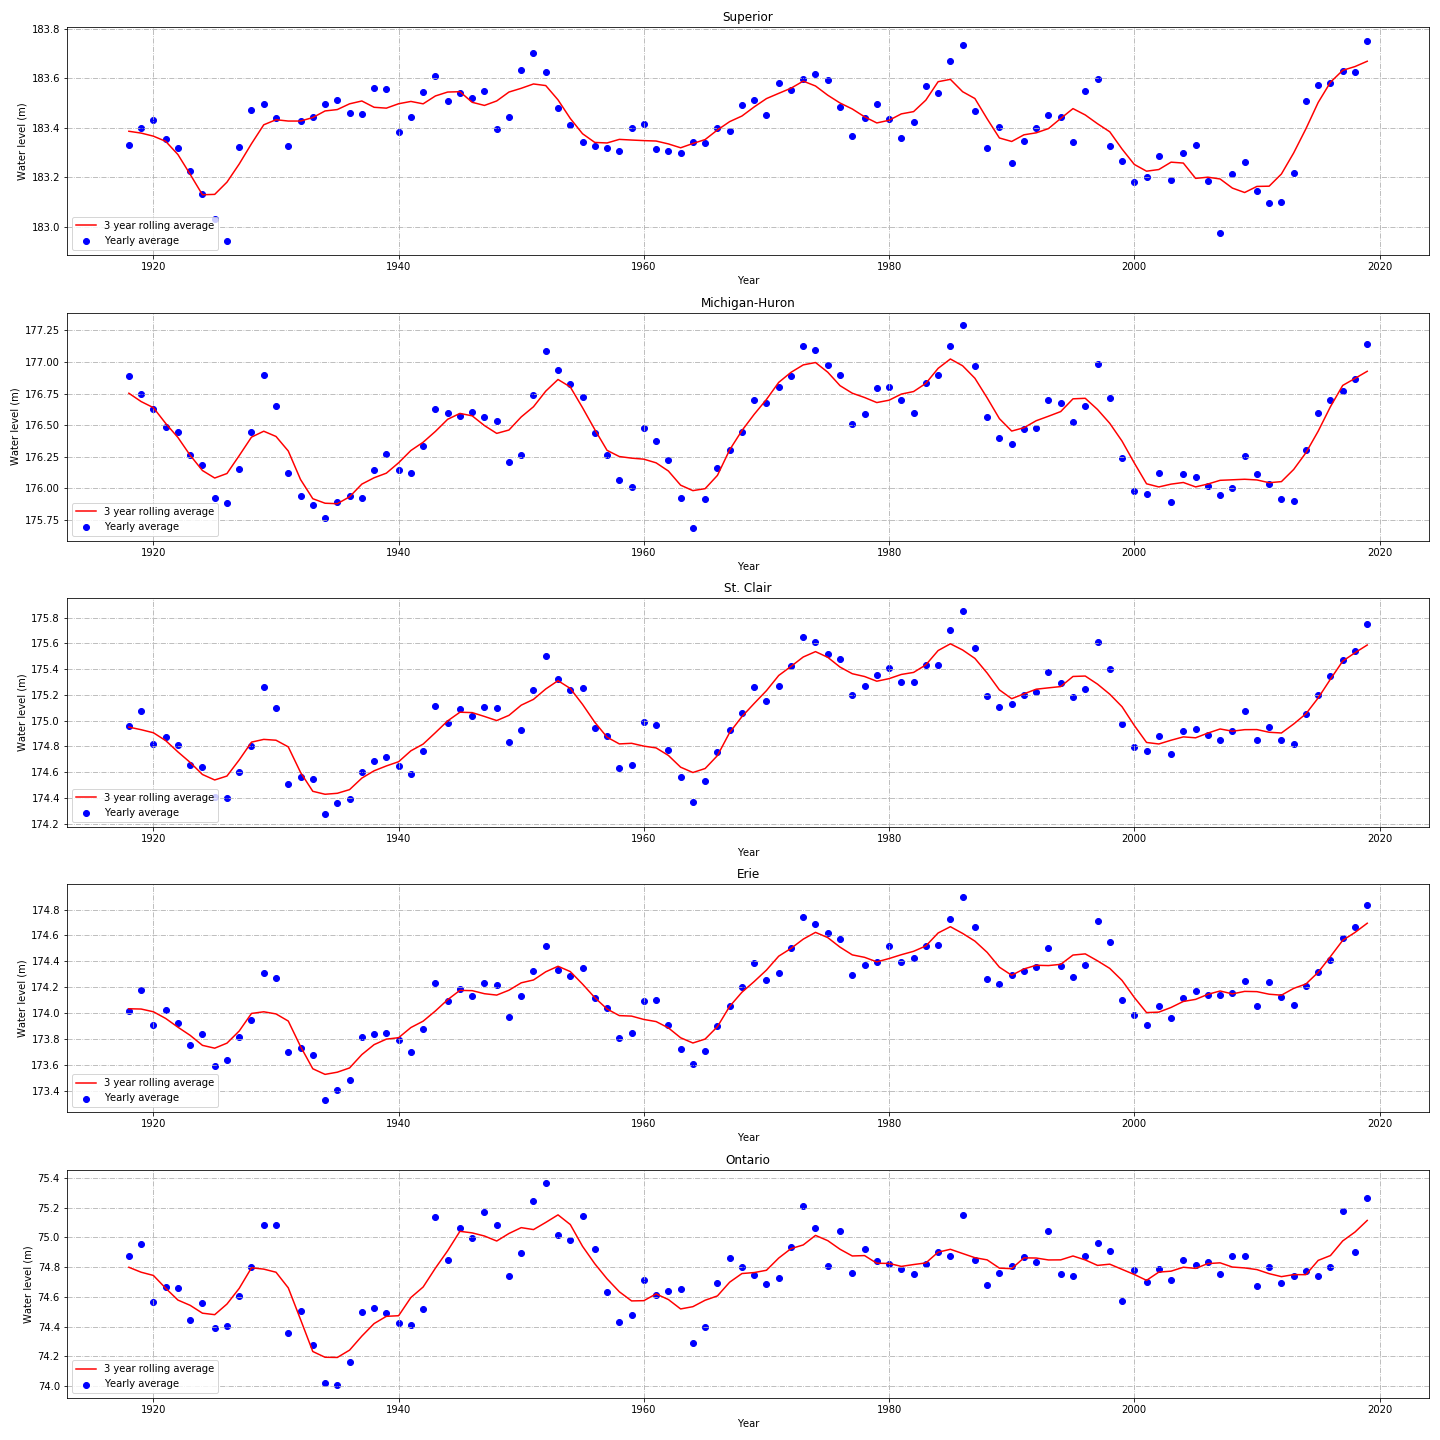 Superior
Water level (m)
183.8
183.6
183.4
183.2
183.0
3 year rolling average
Yearly average
1920 1940 1960 1980 2000 2020
Year
Michigan-Huron
Water level (m)
177.25
177.00
176.75
176.50
176.25
176.00
175.75
3 year rolling average
Yearly average
1920 1940 1960 1980 2000 2020
Year
St. Clair
Water level (m)
175.8
175.6
175.4
175.2
175.0
174.8
174.6
174.4
174.2
3 year rolling average
Yearly average
1920 1940 1960 1980 2000 2020
Year
Erie
Water level (m)
174.8
174.6
174.4
174.2
174.0
173.8
173.6
173.4
3 year rolling average
Yearly average
1920 1940 1960 1980 2000 2020
Year
Ontario
Water level (m)
75.4
75.2
75.0
74.8
74.6
74.4
74.2
74.0
3 year rolling average
Yearly average
1920 1940 1960 1980 2000 2020
Year